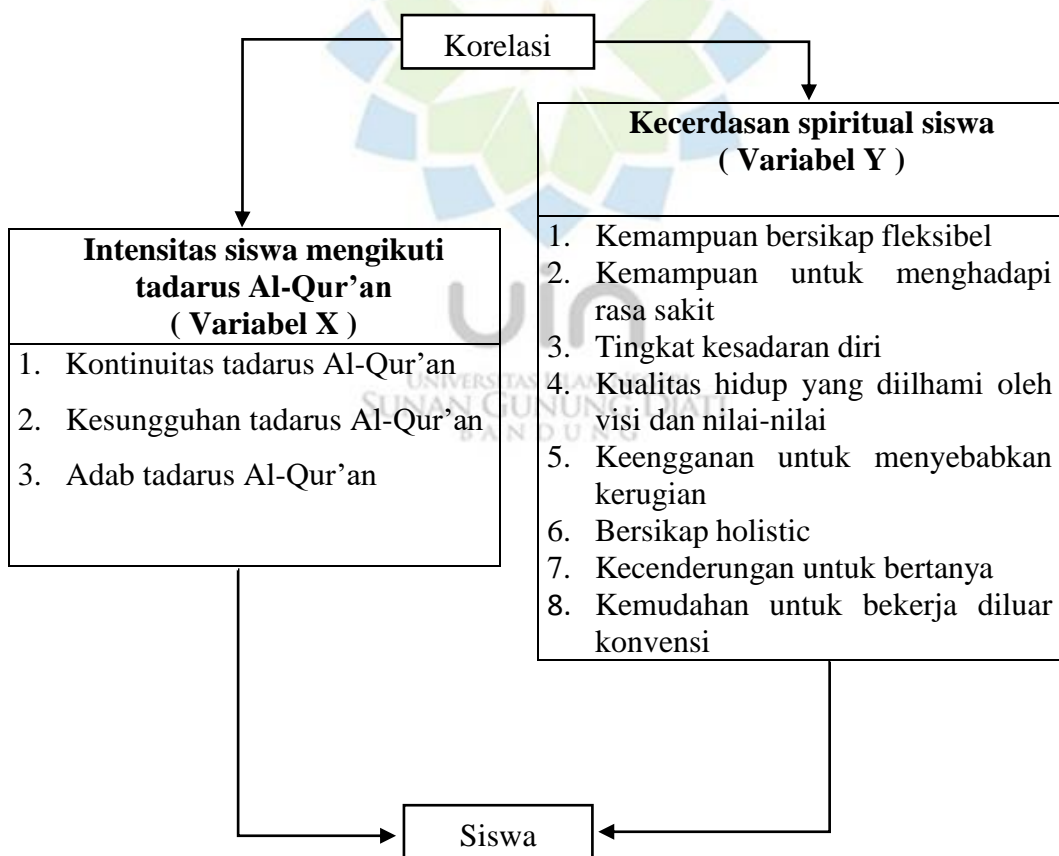 Korelasi
Kecerdasan spiritual siswa
( Variabel Y )
1. Kemampuan bersikap fleksibel
2. Kemampuan untuk menghadapi
rasa sakit
3. Tingkat kesadaran diri
4. Kualitas hidup yang diilhami oleh
visi dan nilai-nilai
5. Keengganan untuk menyebabkan
kerugian
6. Bersikap holistic
7. Kecenderungan untuk bertanya
8. Kemudahan untuk bekerja diluar
konvensi
Intensitas siswa mengikuti
tadarus Al-Qur’an
( Variabel X )
1. Kontinuitas tadarus Al-Qur’an
2. Kesungguhan tadarus Al-Qur’an
3. Adab tadarus Al-Qur’an
uin
UNIVERSITAS ISLAM NEGERI
SUNAN GUNUNG DJATI
BANDUNG
Siswa